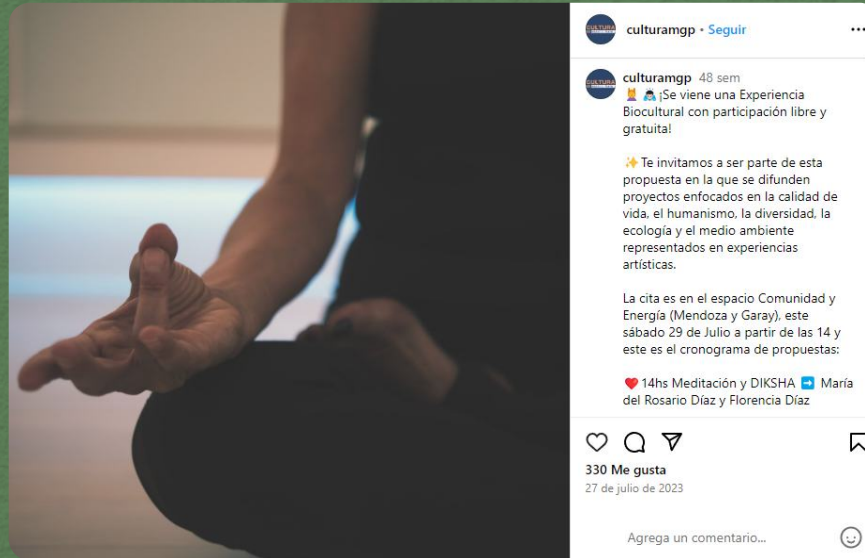 culturamgp • Seguir
culturamgp 48 sem
💆 🙇🏻 ¡Se viene una Experiencia
Biocultural con participación libre y
gratuita!
✨ Te invitamos a ser parte de esta
propuesta en la que se difunden
proyectos enfocados en la calidad de
vida, el humanismo, la diversidad, la
ecología y el medio ambiente
representados en experiencias
artísticas.
La cita es en el espacio Comunidad y
Energía (Mendoza y Garay), este
sábado 29 de Julio a partir de las 14 y
este es el cronograma de propuestas:
❤️ 14hs Meditación y DIKSHA ➡️ María
del Rosario Díaz y Florencia Díaz
330 Me gusta
27 de julio de 2023
Agrega un comentario...